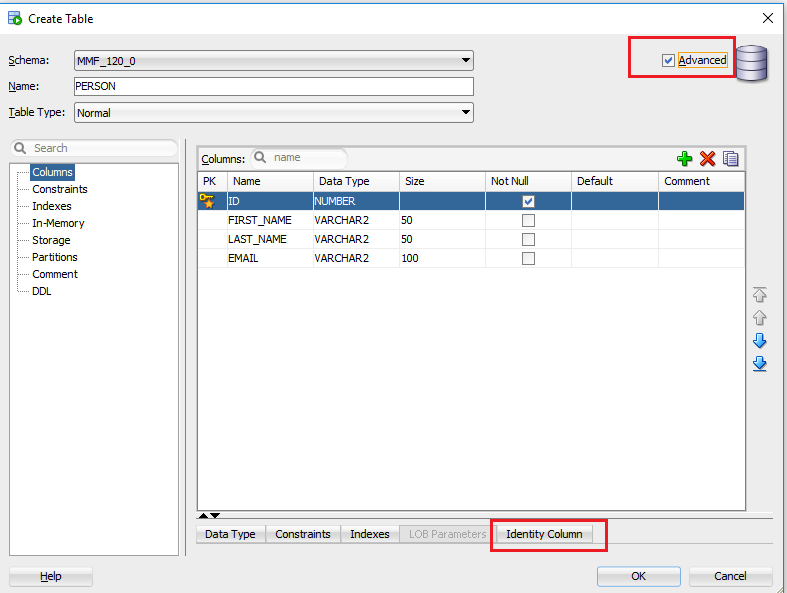 Create Table
Schema: MMF_120_0
Advanced
Name: PERSON
Table Type: Normal
Search
Columns
Constraints
Indexes
In-Memory
Storage
Partitions
Comment
DDL
Columns: name
PK Name Data Type Size Not Null Default Comment
ID NUMBER
FIRST_NAME VARCHAR2 50
LAST_NAME VARCHAR2 50
EMAIL VARCHAR2 100
Data Type Constraints Indexes LOB Parameters Identity Column
Help OK Cancel